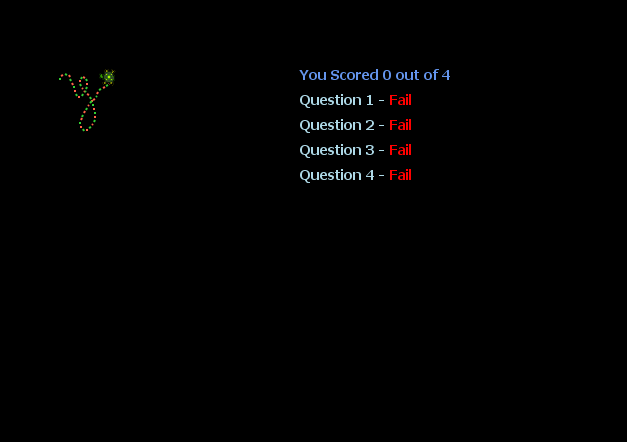 You Scored 0 out of 4
Question 1 - Fail
Question 2 - Fail
Question 3 - Fail
Question 4 - Fail